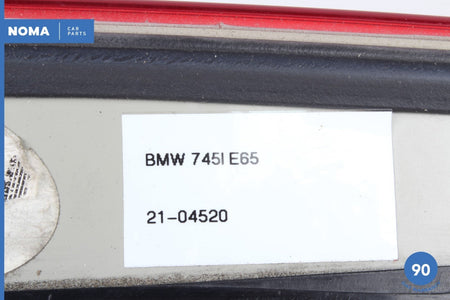 NOMA CAR
PARTS
BMW 745I E65
21-04520
90